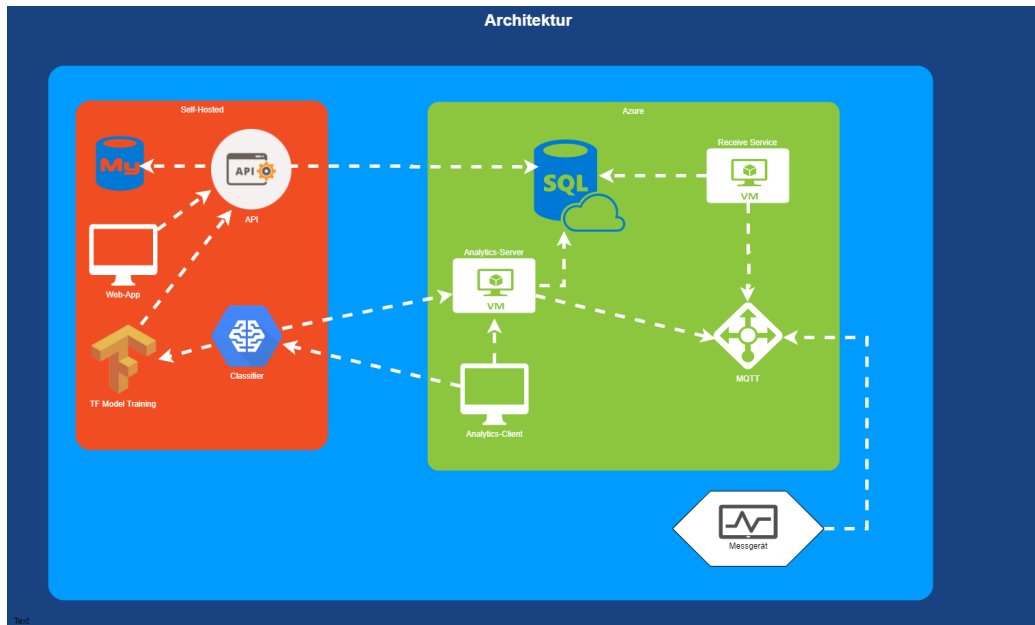 Architektur
Self-Hosted
Azure
My
API
API
SQL
Receive Service
VM
Web-App
Analytics-Server
VM
TF Model Training
Classifier
MQTT
Analytics-Client
Messgerät
Text